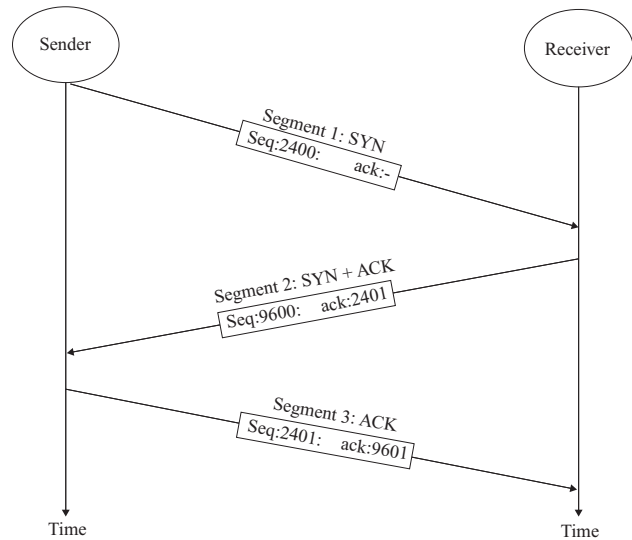 Sender
Receiver
Segment 1: SYN
Seq:2400: ack:-
Segment 2: SYN + ACK
Seq:9600: ack:2401
Segment 3: ACK
Seq:2401: ack:9601
Time
Time